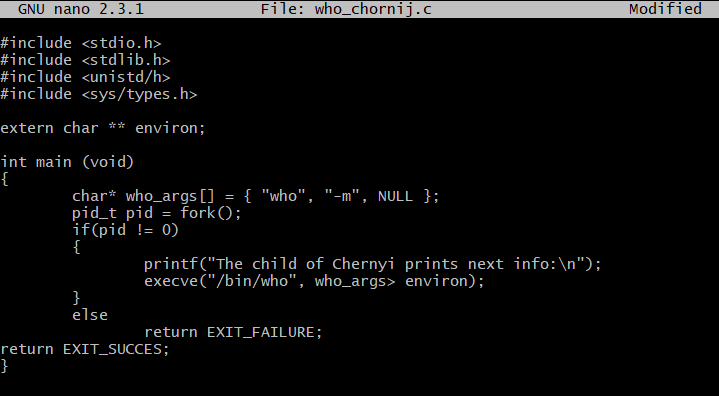 GNU nano 2.3.1 File: who_chornij.c Modified
#include <stdio.h>
#include <stdlib.h>
#include <unistd/h>
#include <sys/types.h>
extern char ** environ;
int main (void)
{
char* who_args[] = { "who", "-m", NULL };
pid_t pid = fork();
if(pid != 0)
{
printf("The child of Chernyi prints next info:\n");
execve("/bin/who", who_args> environ);
}
else
return EXIT_FAILURE;
return EXIT_SUCCES;
}